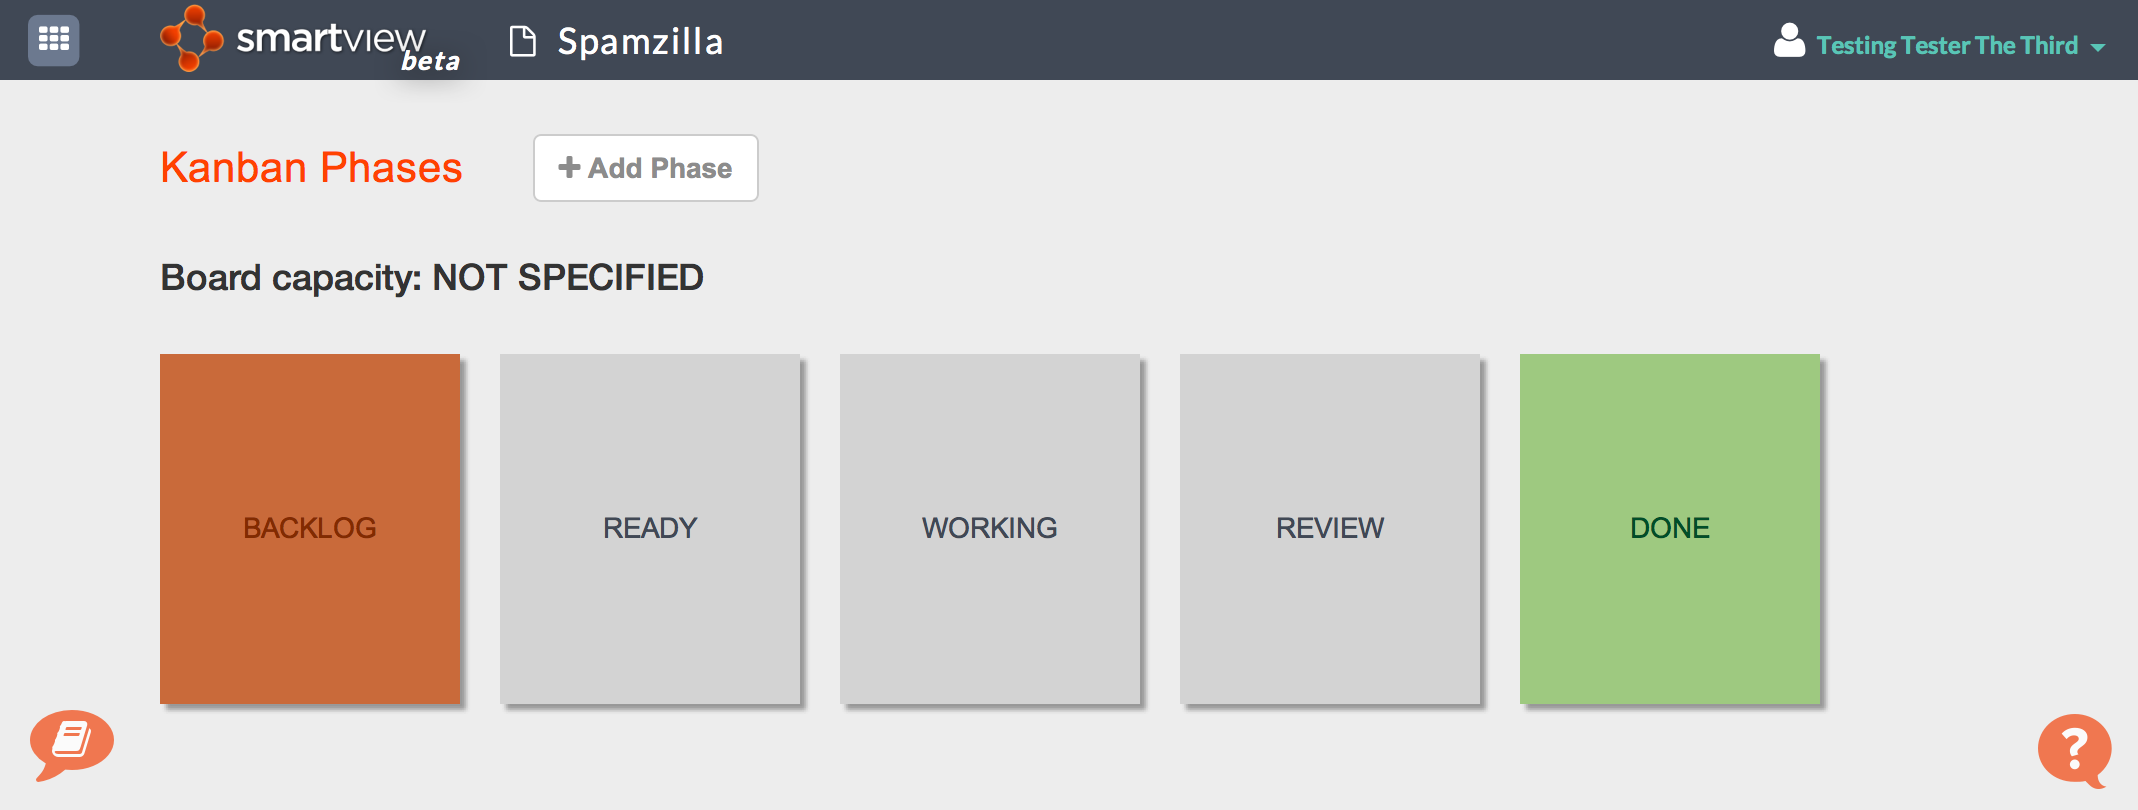 smartview
beta
Spamzilla
Testing Tester The Third
Kanban Phases
Add Phase
Board capacity: NOT SPECIFIED
BACKLOG
READY
WORKING
REVIEW
DONE
?